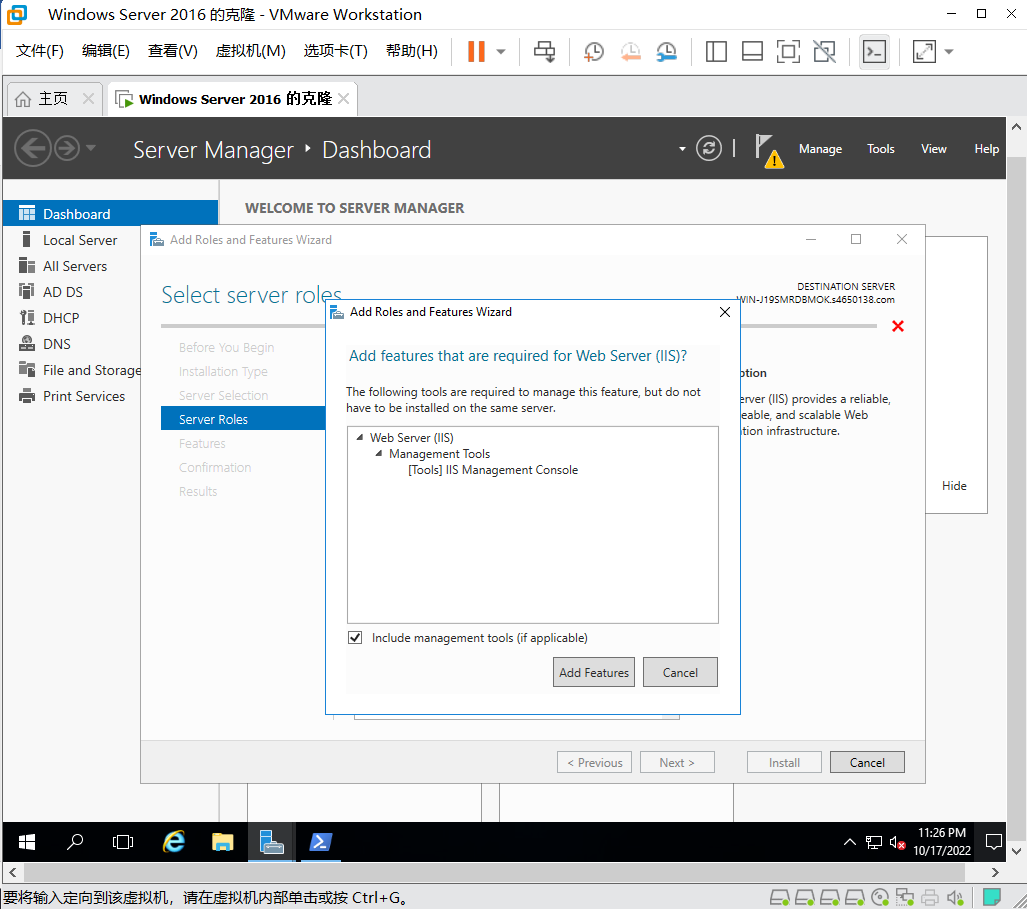 Windows Server 2016 的克隆 - VMware Workstation
文件(F) 编辑(E) 查看(V) 虚拟机(M) 选项卡(T) 帮助(H)
主页 Windows Server 2016 的克隆
Server Manager Dashboard Manage Tools View Help
Dashboard
Local Server
All Servers
AD DS
DHCP
DNS
File and Storage
Print Services
WELCOME TO SERVER MANAGER
Add Roles and Features Wizard
Select server roles
DESTINATION SERVER
WIN-J19SMRDBMOK.s4650138.com
Before You Begin
Installation Type
Server Selection
Server Roles
Features
Confirmation
Results
ption
erver (IIS) provides a reliable,
eable, and scalable Web
tion infrastructure.
Hide
Add Roles and Features Wizard
Add features that are required for Web Server (IIS)?
The following tools are required to manage this feature, but do not
have to be installed on the same server.
Web Server (IIS)
Management Tools
[Tools] IIS Management Console
Include management tools (if applicable)
Add Features Cancel
< Previous Next > Install Cancel
11:26 PM
10/17/2022
要将输入定向到该虚拟机，请在虚拟机内部单击或按 Ctrl+G。